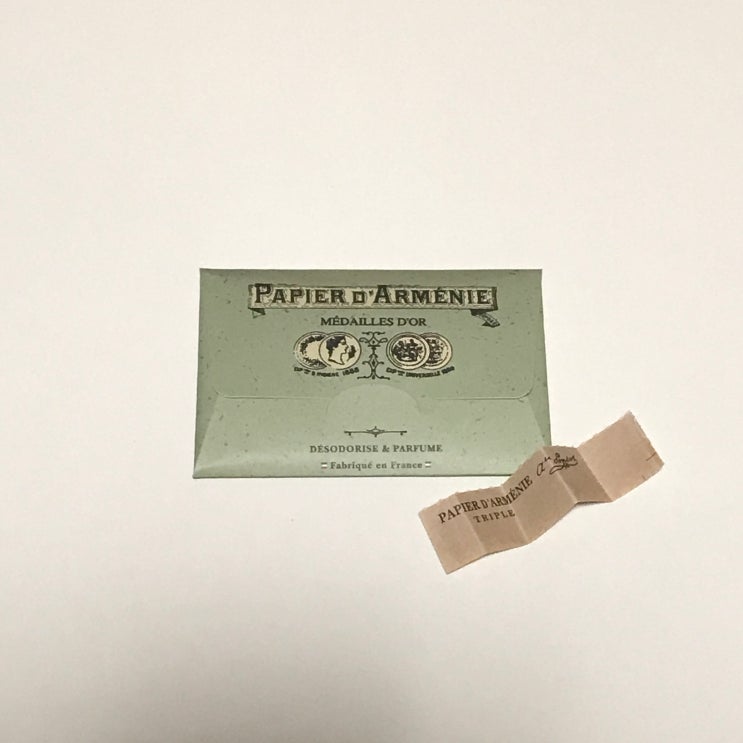 PAPIER D'ARMÉNIE
MÉDAILLES D'OR
DÉSODORISE & PARFUME
Fabriqué en France
PAPIER D'ARMÉNIE
TRIPLE